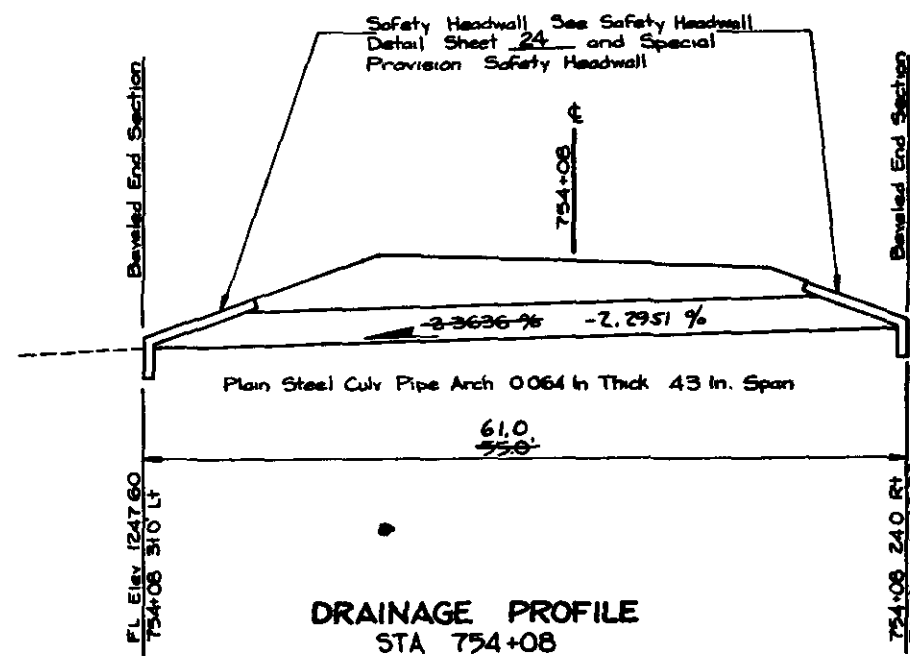 Safety Headwall See Safety Headwall
Detail Sheet 24 and Special
Provision Safety Headwall
Beveled End Section
℄
754+08
Beveled End Section
-2 3636 % -2.2951 %
Plain Steel Culv Pipe Arch 0 064 In Thick 43 In. Span
61.0
55.0'
FL Elev 1247 60
754+08 31 0' Lt
754+08 24 0 Rt
DRAINAGE PROFILE
STA 754+08